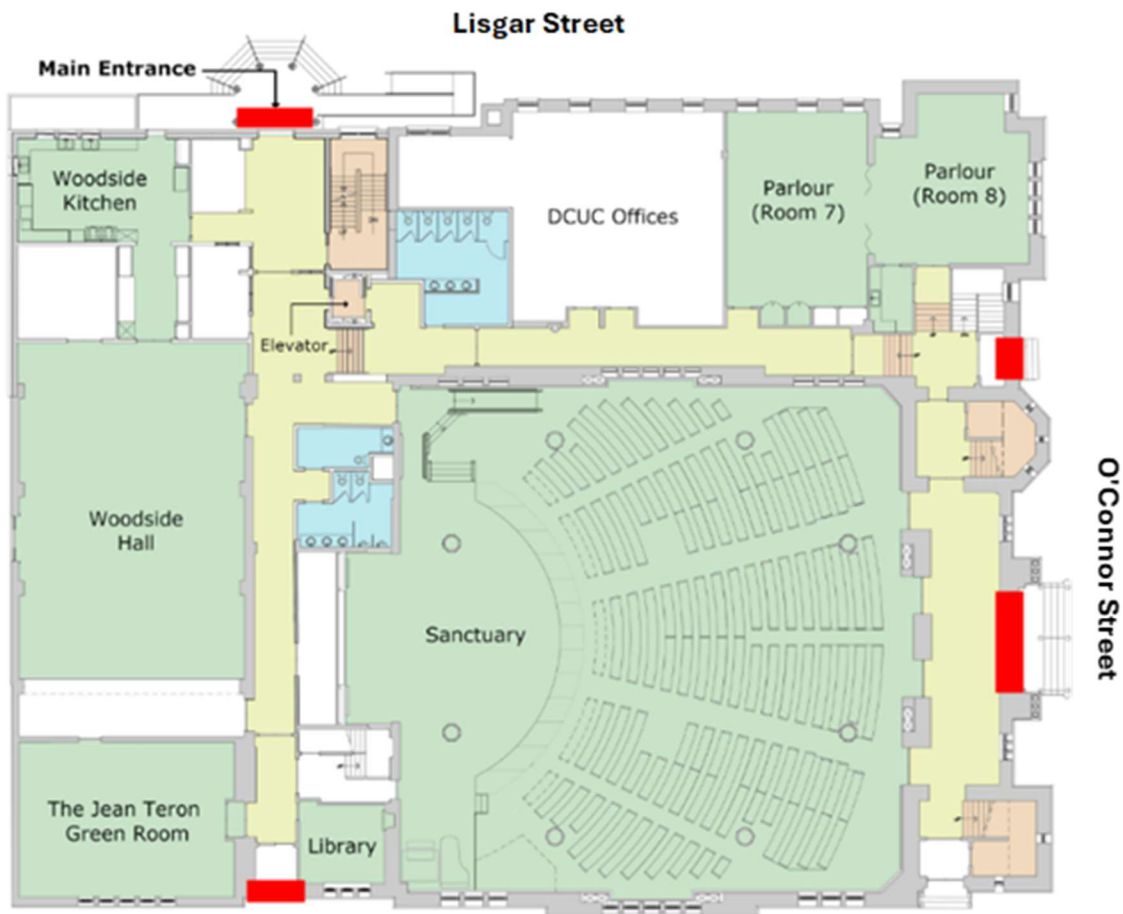 Lisgar Street
Main Entrance
Woodside
Kitchen
DCUC Offices
Parlour
(Room 7)
Parlour
(Room 8)
Elevator
Woodside
Hall
Sanctuary
O'Connor Street
The Jean Teron
Green Room
Library